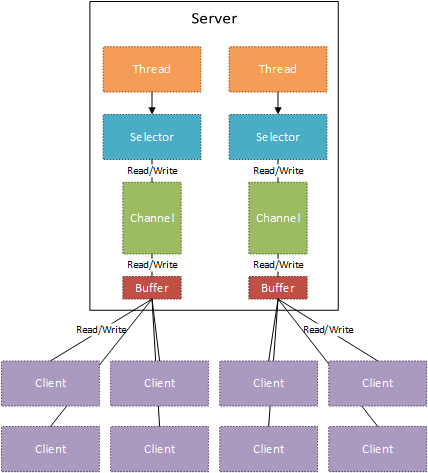 Server
Thread Thread
Selector Selector
Read/Write Read/Write
Channel Channel
Read/Write Read/Write
Buffer Buffer
Read/Write Read/Write
Client Client Client Client
Client Client Client Client